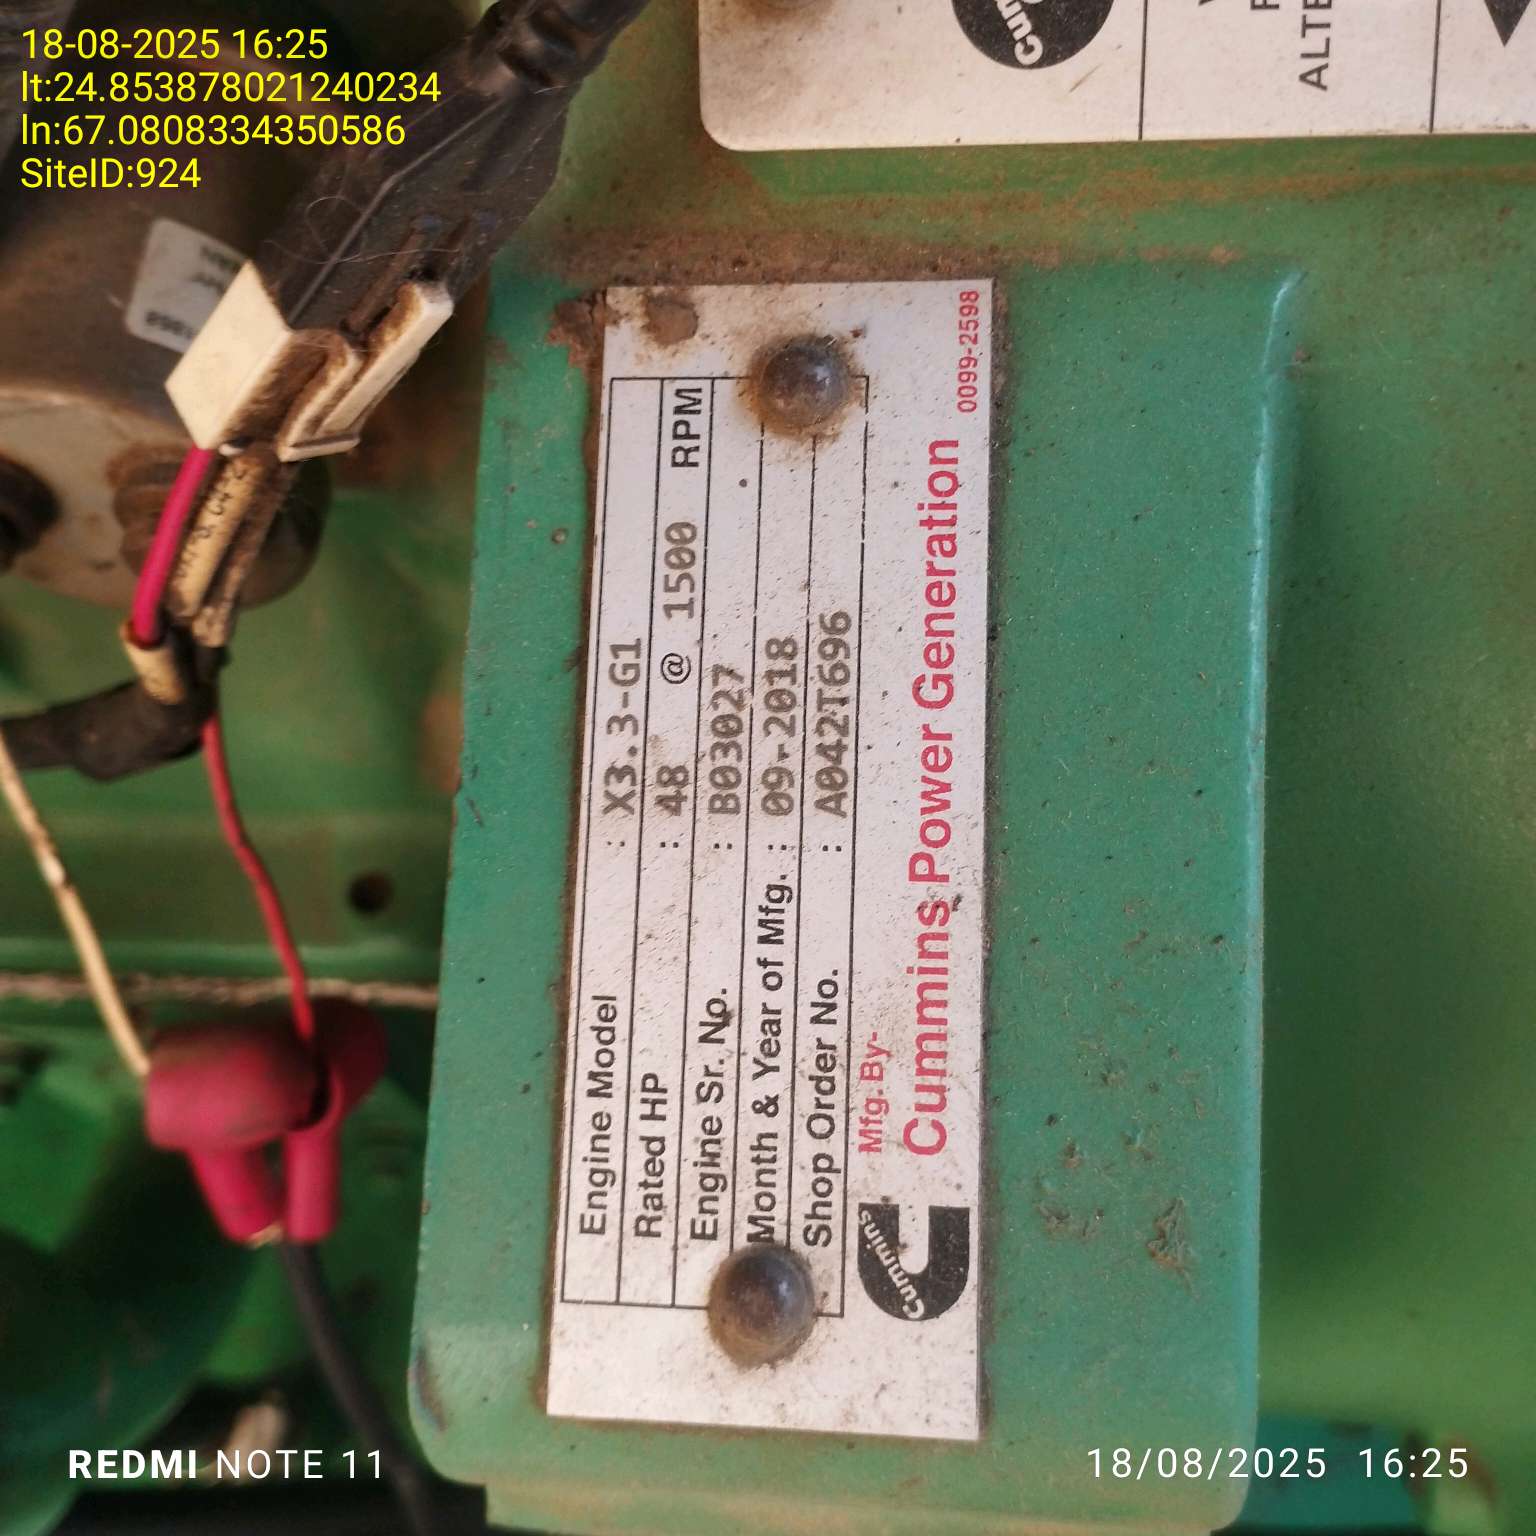 18-08-2025 16:25
lt:24.853878021240234
ln:67.0808334350586
SiteID:924
Cummins
ALTE
0099-2598
Engine Model : X3.3-G1
Rated HP : 48 @ 1500 RPM
Engine Sr. No. : B03027
Month & Year of Mfg. : 09-2018
Shop Order No. : A042T696
Mfg. By-
Cummins Power Generation
Cummins
REDMI NOTE 11
18/08/2025 16:25